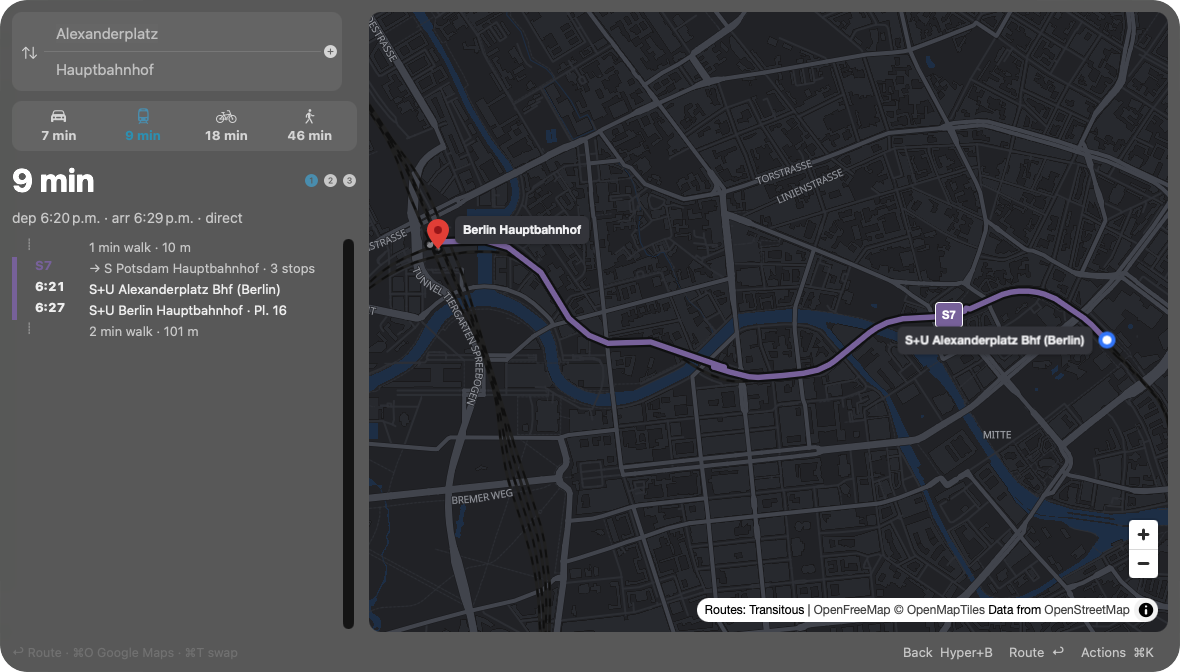 Alexanderplatz
Hauptbahnhof
7 min
9 min
18 min
46 min
9 min
1
2
3
dep 6:20 p.m. · arr 6:29 p.m. · direct
1 min walk · 10 m
S7
→ S Potsdam Hauptbahnhof · 3 stops
6:21
S+U Alexanderplatz Bhf (Berlin)
6:27
S+U Berlin Hauptbahnhof · Pl. 16
2 min walk · 101 m
↩ Route · ⌘O Google Maps · ⌘T swap
TORSTRASSE
LINIENSTRASSE
Berlin Hauptbahnhof
STRASSE
TUNNEL TIERGARTEN SPREEBOGEN
S7
S+U Alexanderplatz Bhf (Berlin)
MITTE
BREMER WEG
+
−
Routes: Transitous | OpenFreeMap © OpenMapTiles Data from OpenStreetMap
Back Hyper+B
Route ↩
Actions ⌘K